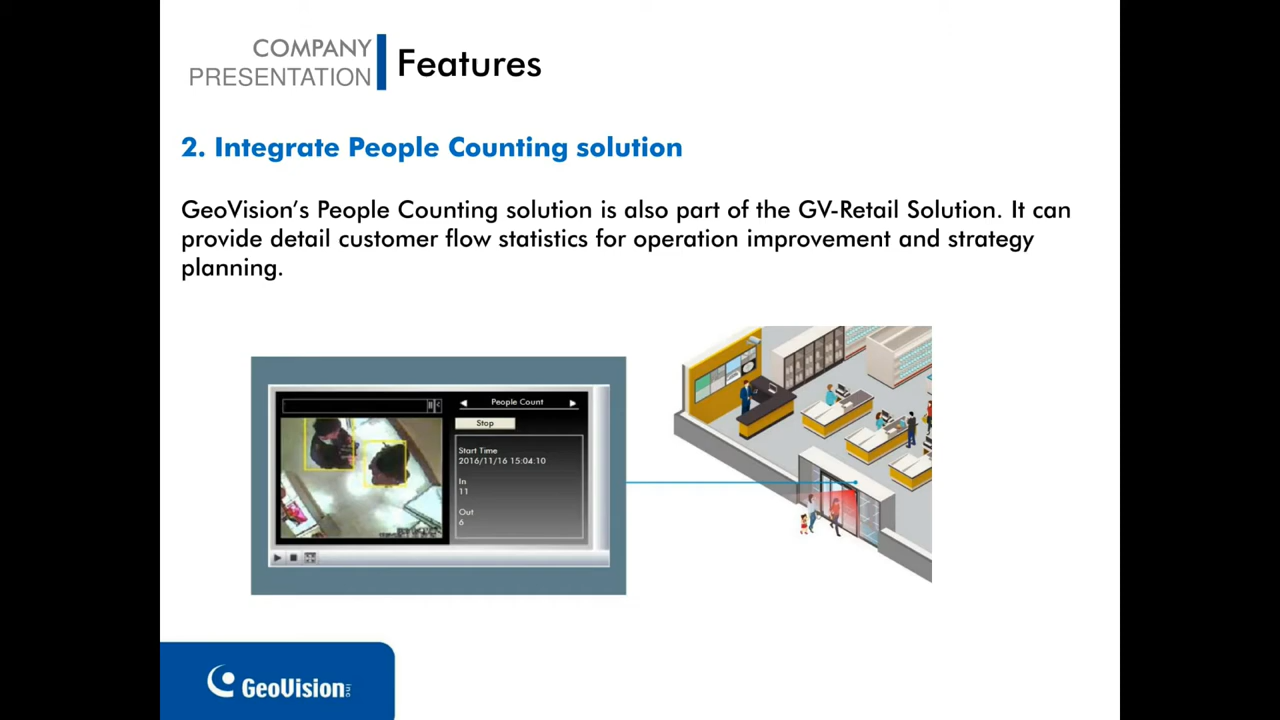 COMPANY
PRESENTATION
Features
2. Integrate People Counting solution
GeoVision's People Counting solution is also part of the GV-Retail Solution. It can
provide detail customer flow statistics for operation improvement and strategy
planning.
People Count
Stop
Start Time
2016/11/16 15:04:10
In
11
Out
6
GeoVision inc